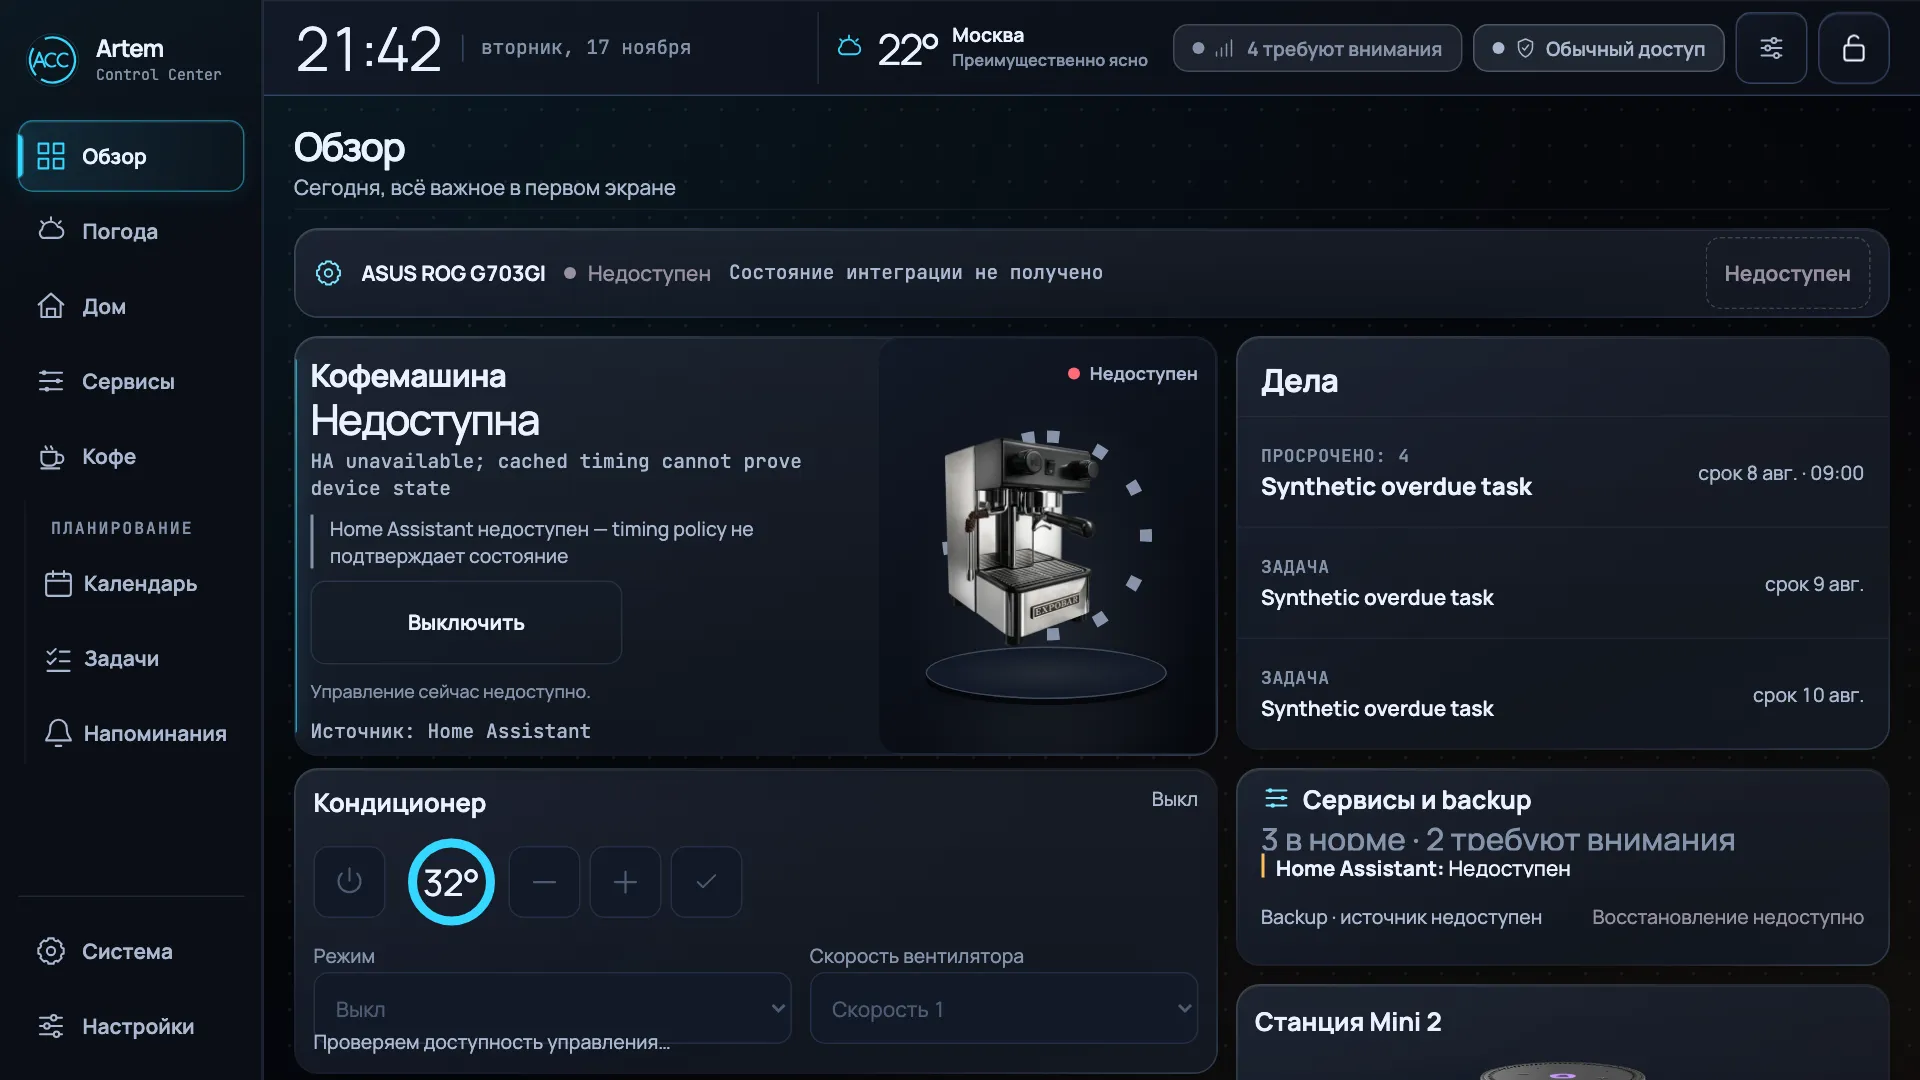 ACC
Artem
Control Center
Обзор
Погода
Дом
Сервисы
Кофе
ПЛАНИРОВАНИЕ
Календарь
Задачи
Напоминания
Система
Настройки
21:42
вторник, 17 ноября
22°
Москва
Преимущественно ясно
4 требуют внимания
Обычный доступ
Обзор
Сегодня, всё важное в первом экране
ASUS ROG G703GI
Недоступен
Состояние интеграции не получено
Недоступен
Кофемашина
Недоступна
HA unavailable; cached timing cannot prove
device state
Home Assistant недоступен — timing policy не
подтверждает состояние
Выключить
Управление сейчас недоступно.
Источник: Home Assistant
Недоступен
EXPOBAR
Дела
ПРОСРОЧЕНО: 4
Synthetic overdue task
срок 8 авг. · 09:00
ЗАДАЧА
Synthetic overdue task
срок 9 авг.
ЗАДАЧА
Synthetic overdue task
срок 10 авг.
Кондиционер
Выкл
32°
Режим
Выкл
Скорость вентилятора
Скорость 1
Проверяем доступность управления…
Сервисы и backup
3 в норме · 2 требуют внимания
Home Assistant: Недоступен
Backup · источник недоступен
Восстановление недоступно
Станция Mini 2